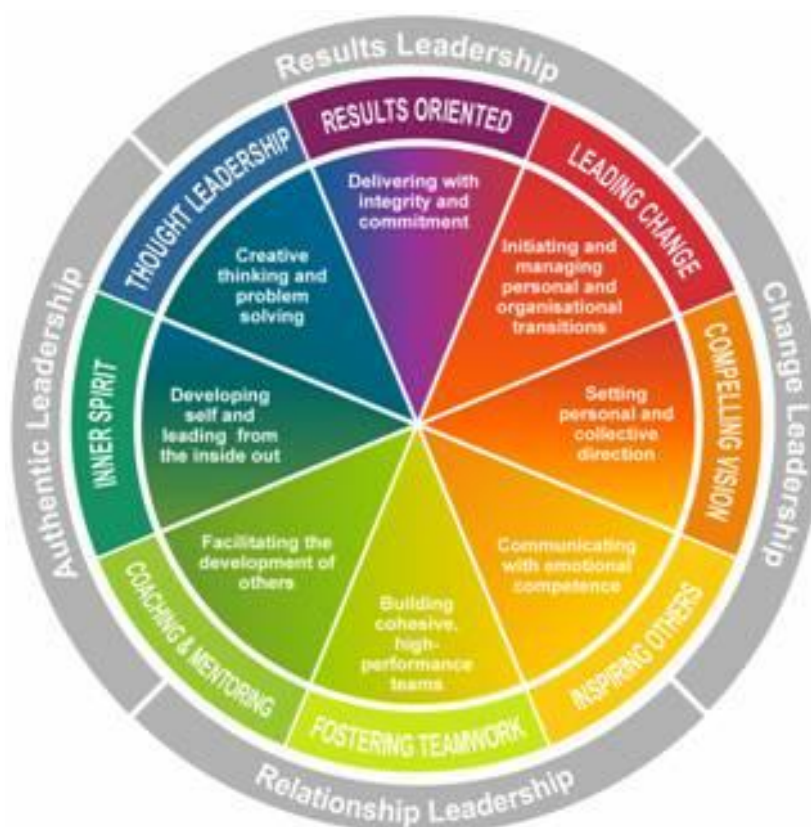 Results Leadership
Change Leadership
Relationship Leadership
Authentic Leadership
RESULTS ORIENTED
Delivering with
integrity and
commitment
LEADING CHANGE
Initiating and
managing
personal and
organisational
transitions
COMPELLING VISION
Setting
personal and
collective
direction
INSPIRING OTHERS
Communicating
with emotional
competence
FOSTERING TEAMWORK
Building
cohesive,
high-
performance
teams
COACHING & MENTORING
Facilitating the
development of
others
INNER SPIRIT
Developing
self and
leading from
the inside out
THOUGHT LEADERSHIP
Creative
thinking and
problem
solving